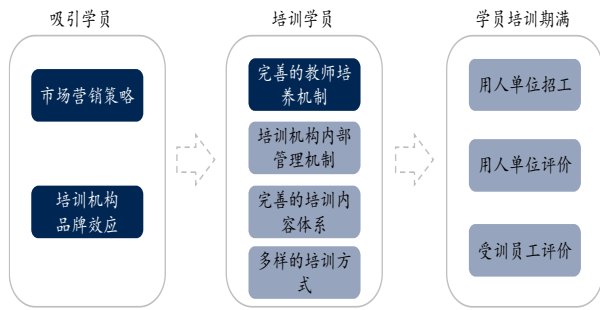 吸引学员
市场营销策略
培训机构
品牌效应
培训学员
完善的教师培
养机制
培训机构内部
管理机制
完善的培训内
容体系
多样的培训方
式
学员培训期满
用人单位招工
用人单位评价
受训员工评价